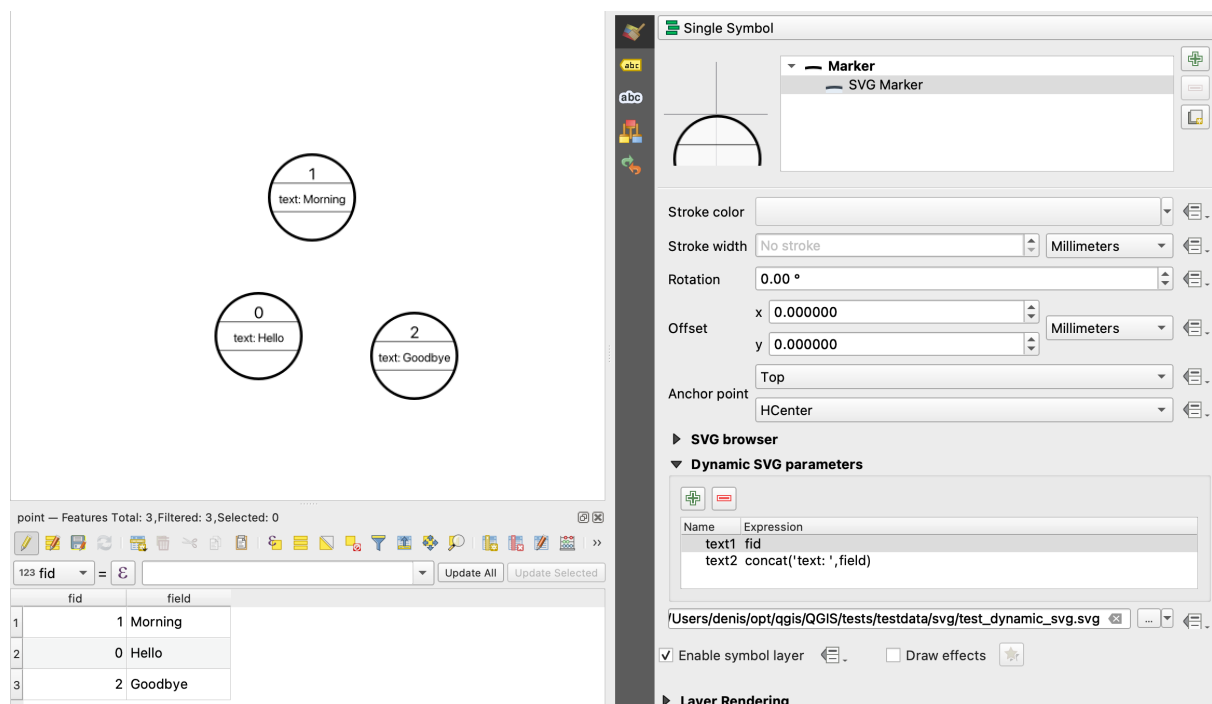 Single Symbol
Marker
SVG Marker
abc
abc
1
text: Morning
0
text: Hello
2
text: Goodbye
Stroke color
Stroke width No stroke Millimeters
Rotation 0.00 °
Offset x 0.000000 Millimeters
y 0.000000
Anchor point Top
HCenter
SVG browser
Dynamic SVG parameters
Name Expression
text1 fid
text2 concat('text: ',field)
/Users/denis/opt/qgis/QGIS/tests/testdata/svg/test_dynamic_svg.svg ...
Enable symbol layer Draw effects
Layer Rendering
point — Features Total: 3,Filtered: 3,Selected: 0
123 fid = ε Update All Update Selected
fid field
1 1 Morning
2 0 Hello
3 2 Goodbye